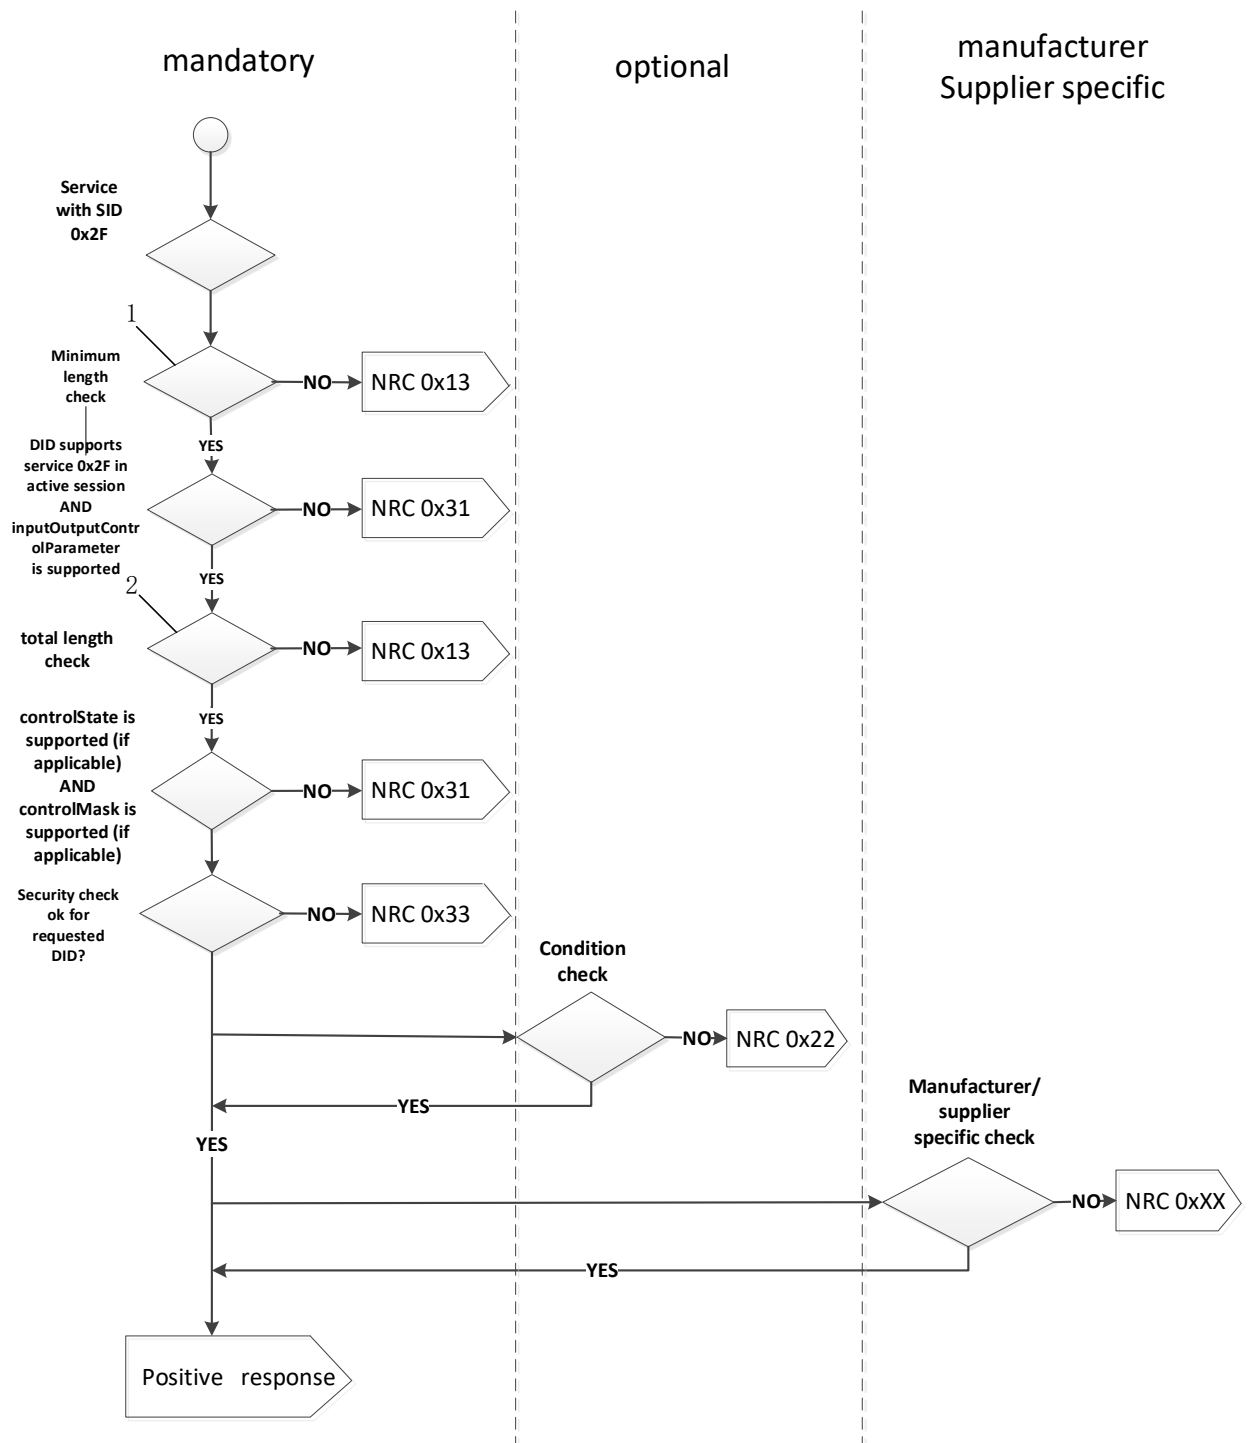 mandatory
optional
manufacturer
Supplier specific
Service
with SID
0x2F
1
Minimum
length
check
NO
NRC 0x13
YES
DID supports
service 0x2F in
active session
AND
inputOutputContr
olParameter
is supported
NO
NRC 0x31
YES
2
total length
check
NO
NRC 0x13
YES
controlState is
supported (if
applicable)
AND
controlMask is
supported (if
applicable)
NO
NRC 0x31
Security check
ok for
requested
DID?
NO
NRC 0x33
Condition
check
NO
NRC 0x22
YES
YES
Manufacturer/
supplier
specific check
NO
NRC 0xXX
YES
Positive response